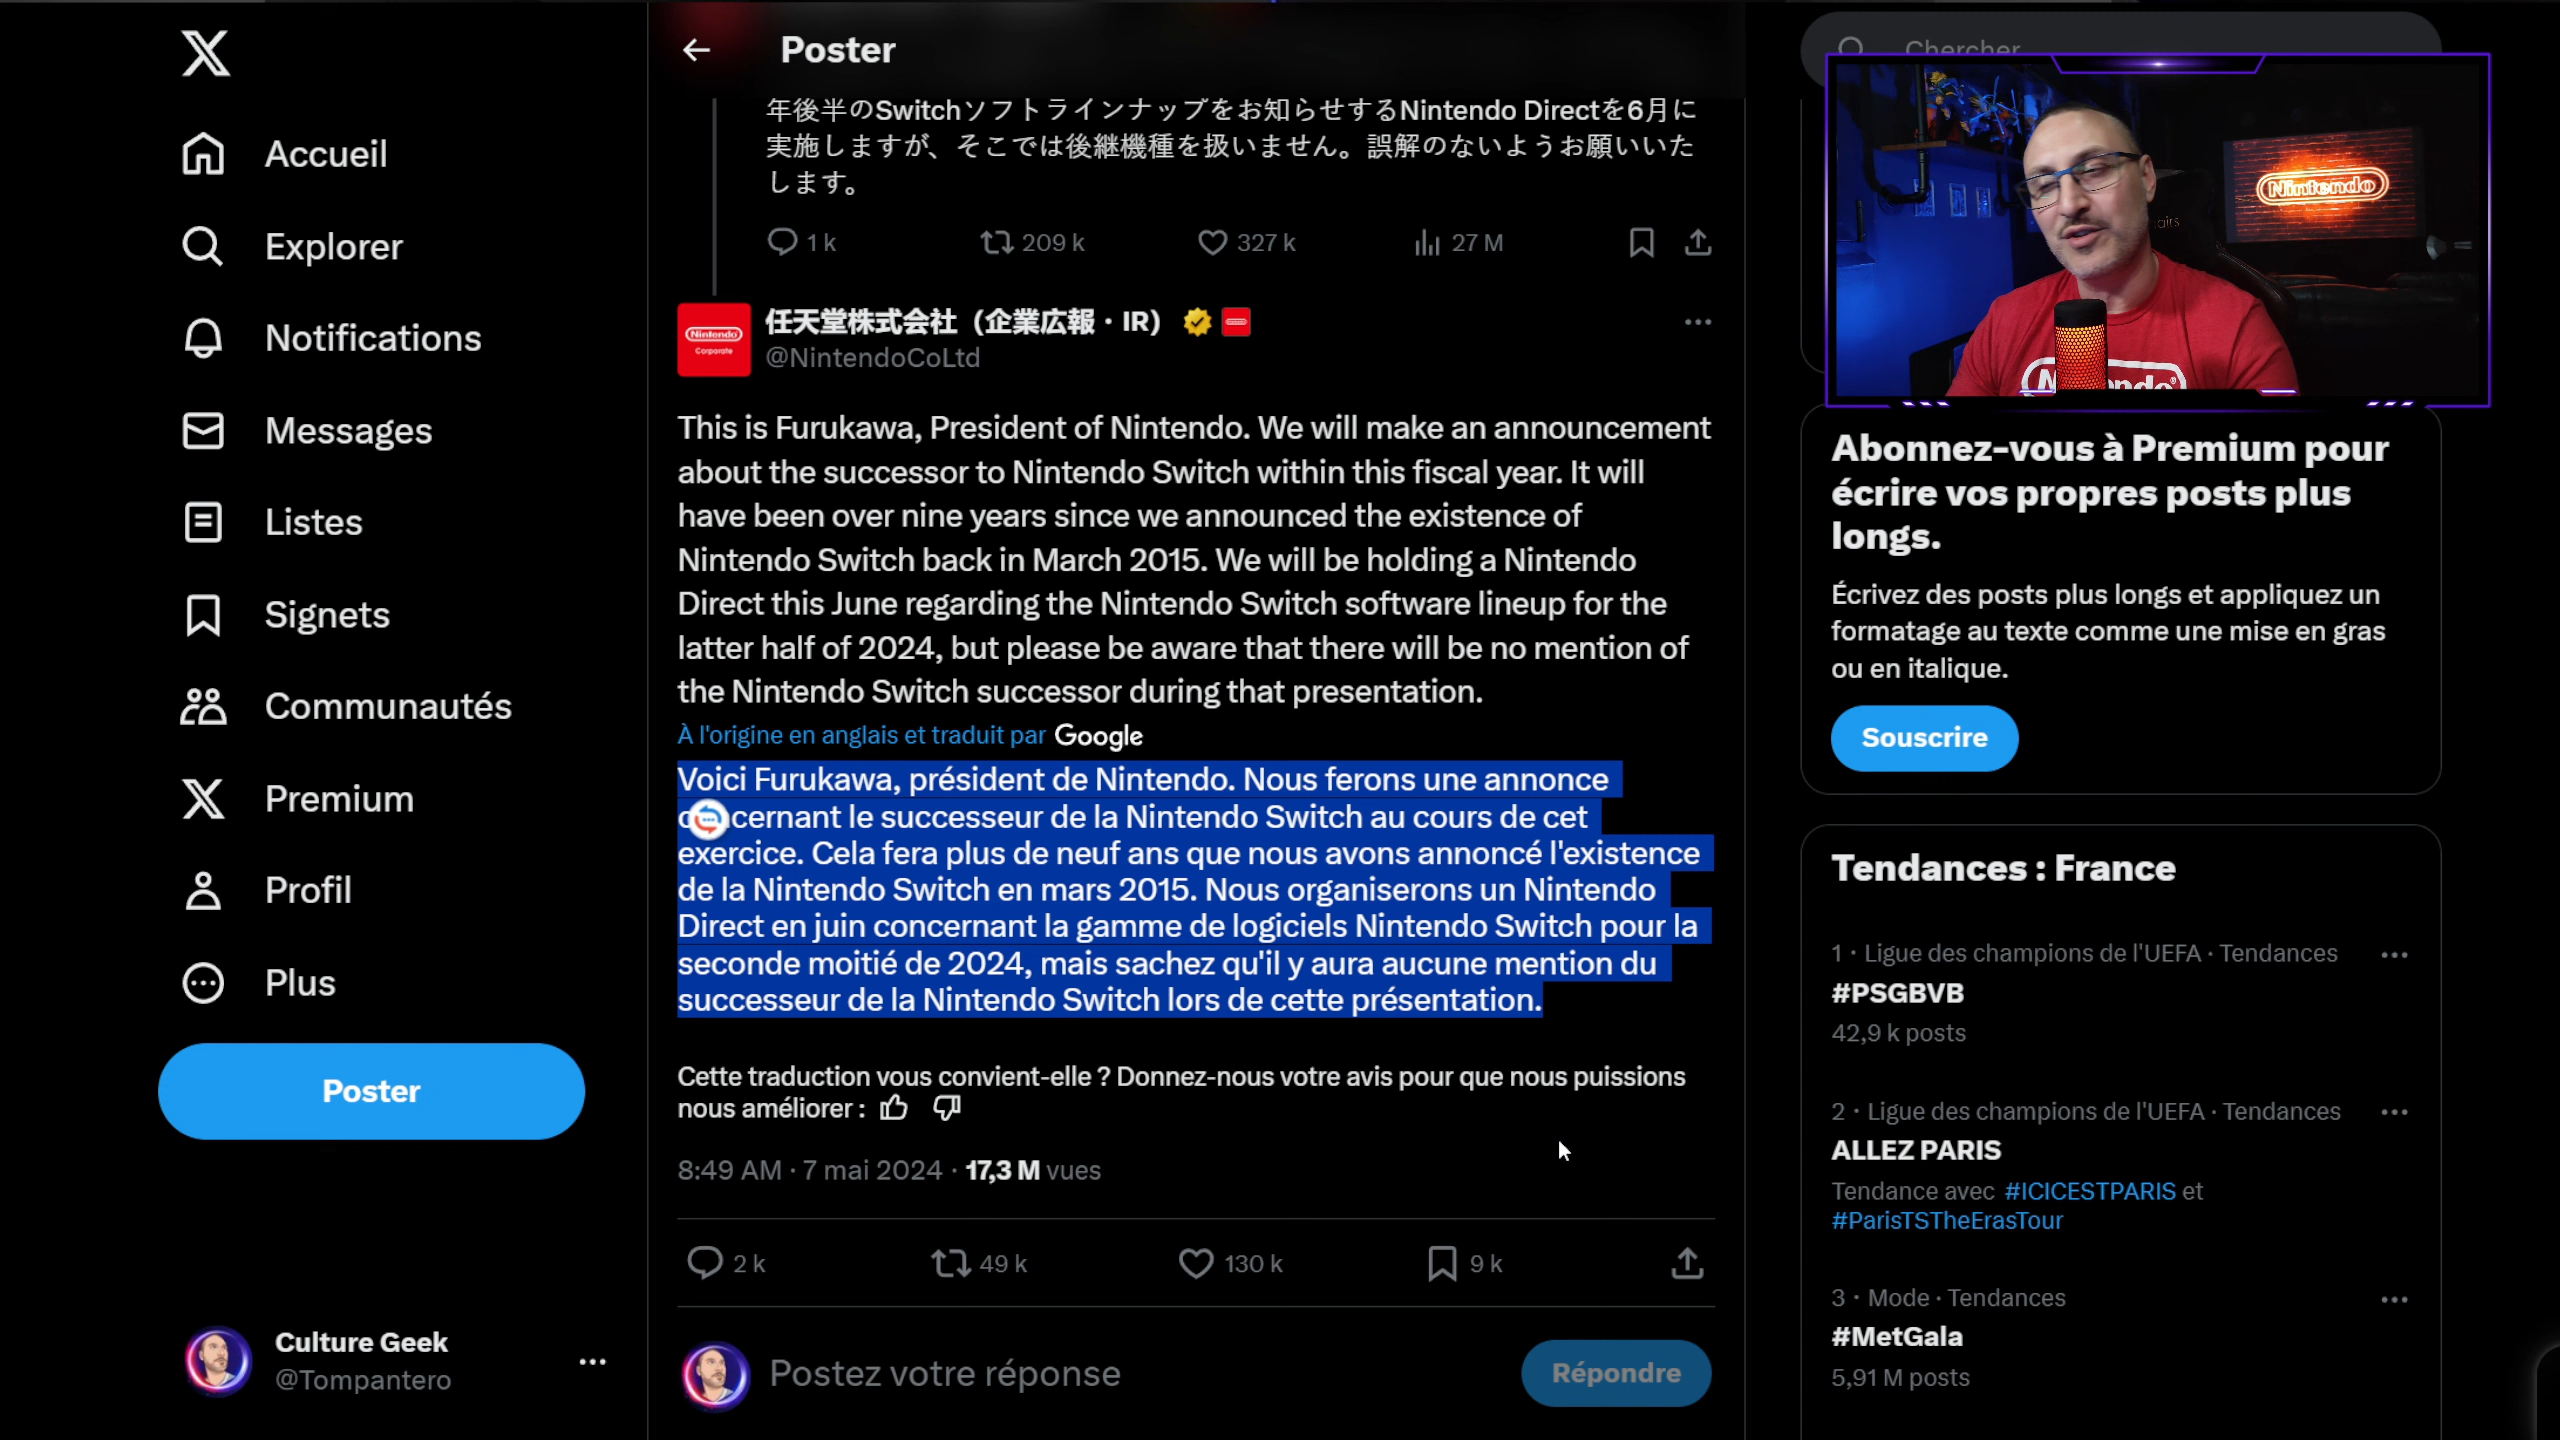 Accueil
Explorer
Notifications
Messages
Listes
Signets
Communautés
Premium
Profil
Plus
Poster
Culture Geek
@Tompantero
Poster
年後半のSwitchソフトラインナップをお知らせするNintendo Directを6月に
実施しますが、そこでは後継機種を扱いません。誤解のないようお願いいた
します。
1 k
209 k
327 k
27 M
Nintendo
Corporate
任天堂株式会社（企業広報・IR）
@NintendoCoLtd
This is Furukawa, President of Nintendo. We will make an announcement
about the successor to Nintendo Switch within this fiscal year. It will
have been over nine years since we announced the existence of
Nintendo Switch back in March 2015. We will be holding a Nintendo
Direct this June regarding the Nintendo Switch software lineup for the
latter half of 2024, but please be aware that there will be no mention of
the Nintendo Switch successor during that presentation.
À l'origine en anglais et traduit par Google
Voici Furukawa, président de Nintendo. Nous ferons une annonce
cernant le successeur de la Nintendo Switch au cours de cet
exercice. Cela fera plus de neuf ans que nous avons annoncé l'existence
de la Nintendo Switch en mars 2015. Nous organiserons un Nintendo
Direct en juin concernant la gamme de logiciels Nintendo Switch pour la
seconde moitié de 2024, mais sachez qu'il y aura aucune mention du
successeur de la Nintendo Switch lors de cette présentation.
Cette traduction vous convient-elle ? Donnez-nous votre avis pour que nous puissions
nous améliorer :
8:49 AM · 7 mai 2024 · 17,3 M vues
2 k
49 k
130 k
9 k
Postez votre réponse
Répondre
Chercher
Nintendo
Abonnez-vous à Premium pour
écrire vos propres posts plus
longs.
Écrivez des posts plus longs et appliquez un
formatage au texte comme une mise en gras
ou en italique.
Souscrire
Tendances : France
1 · Ligue des champions de l'UEFA · Tendances
#PSGBVB
42,9 k posts
2 · Ligue des champions de l'UEFA · Tendances
ALLEZ PARIS
Tendance avec #ICICESTPARIS et
#ParisTSTheErasTour
3 · Mode · Tendances
#MetGala
5,91 M posts